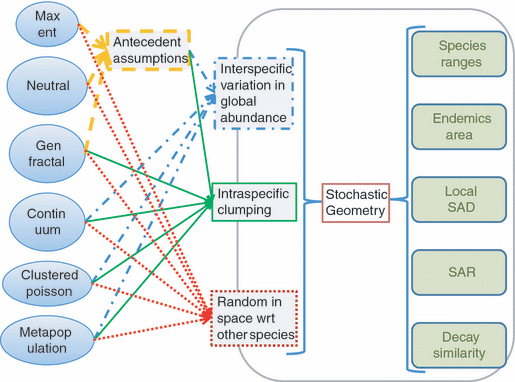 Max
ent
Neutral
Gen
fractal
Contin
uum
Clustered
poisson
Metapop
ulation
Antecedent
assumptions
Interspecific
variation in
global
abundance
Intraspecific
clumping
Random in
space wrt
other species
Stochastic
Geometry
Species
ranges
Endemics
area
Local
SAD
SAR
Decay
similarity